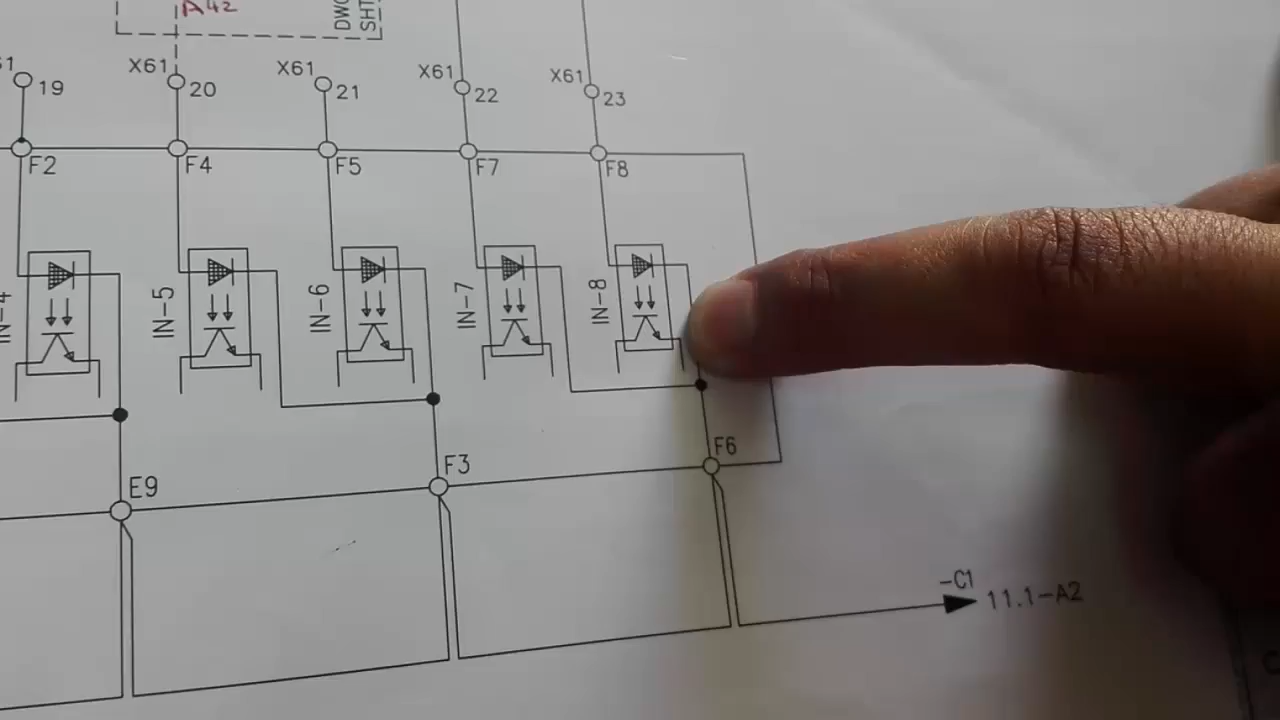 A42
DWG
SHT
X61
X61
X61
X61
19
20
21
22
23
F2
F4
F5
F7
F8
IN-5
IN-6
IN-7
IN-8
E9
F3
F6
-C1
11.1-A2